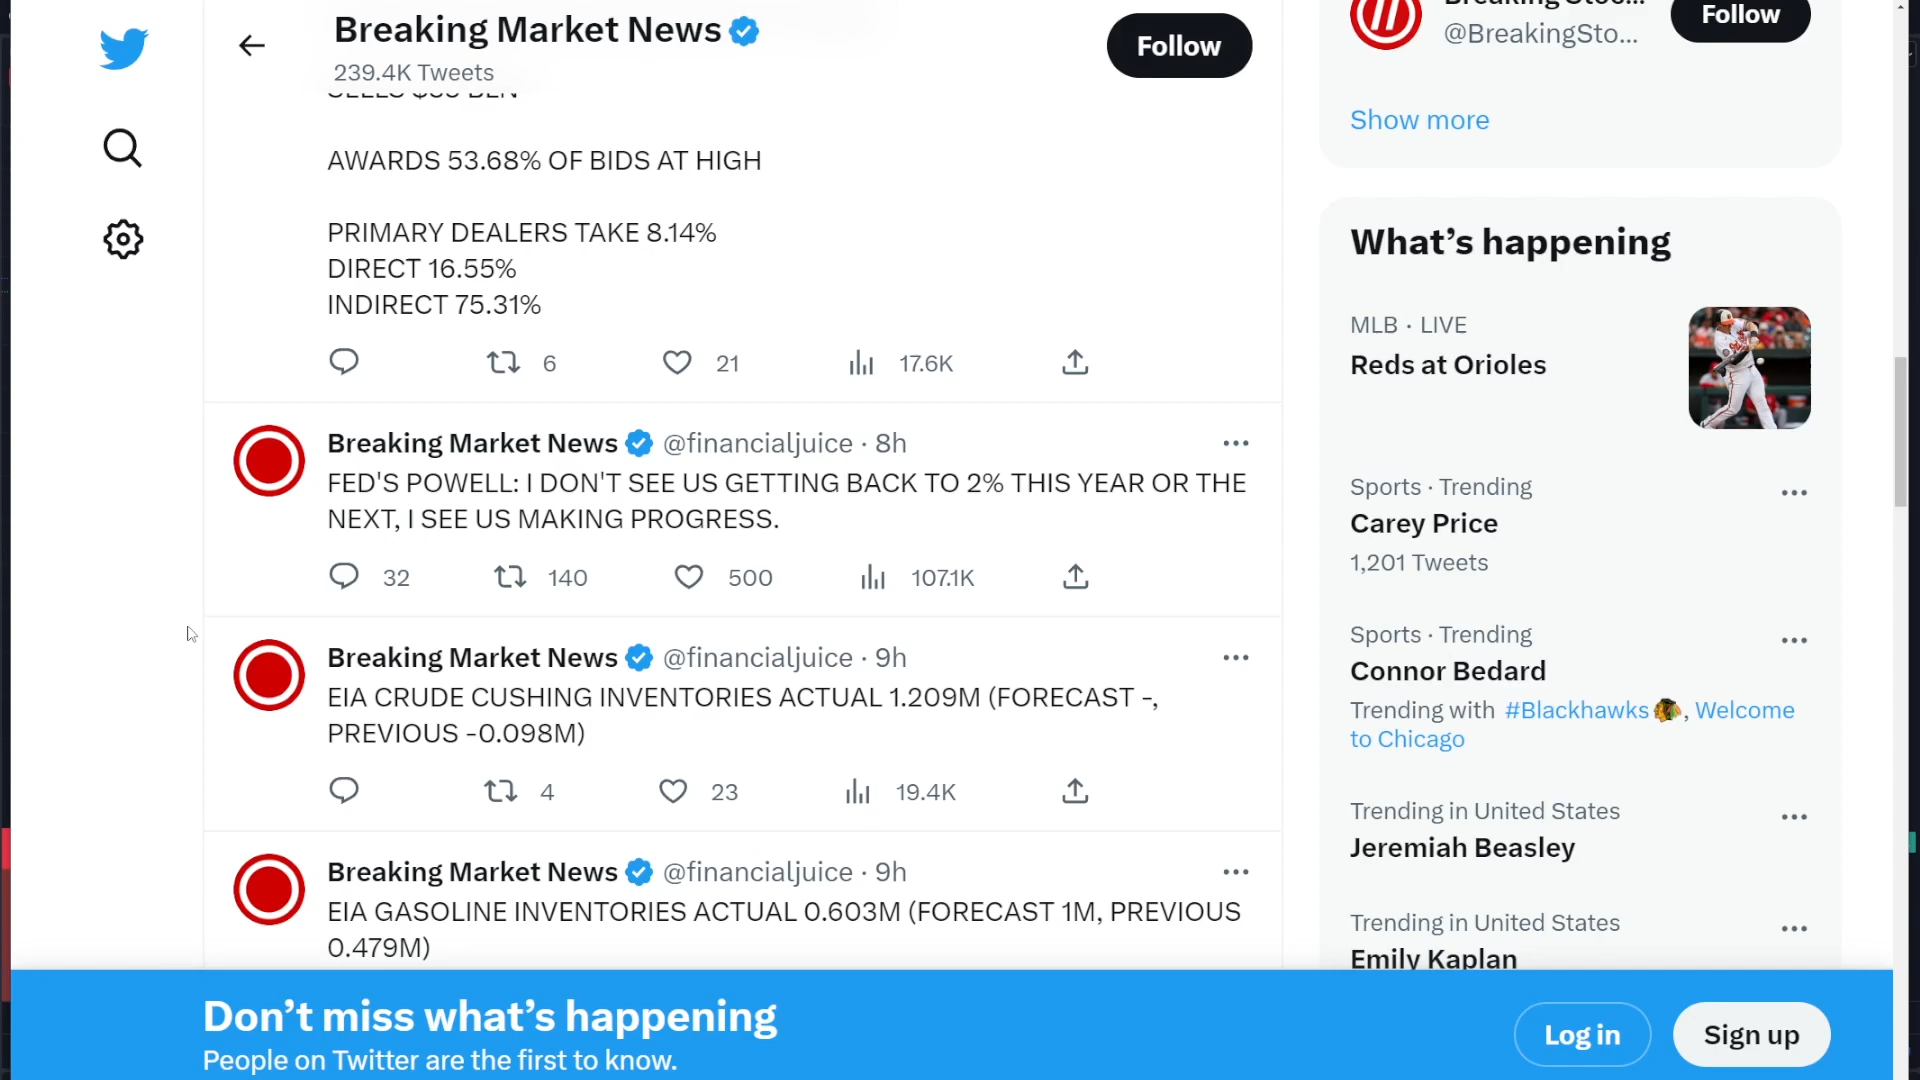 Breaking Market News
239.4K Tweets
Follow
AWARDS 53.68% OF BIDS AT HIGH
PRIMARY DEALERS TAKE 8.14%
DIRECT 16.55%
INDIRECT 75.31%
6 21 17.6K
Breaking Market News @financialjuice · 8h
FED'S POWELL: I DON'T SEE US GETTING BACK TO 2% THIS YEAR OR THE
NEXT, I SEE US MAKING PROGRESS.
32 140 500 107.1K
Breaking Market News @financialjuice · 9h
EIA CRUDE CUSHING INVENTORIES ACTUAL 1.209M (FORECAST -,
PREVIOUS -0.098M)
4 23 19.4K
Breaking Market News @financialjuice · 9h
EIA GASOLINE INVENTORIES ACTUAL 0.603M (FORECAST 1M, PREVIOUS
0.479M)
@BreakingSto...
Follow
Show more
What's happening
MLB · LIVE
Reds at Orioles
Sports · Trending
Carey Price
1,201 Tweets
Sports · Trending
Connor Bedard
Trending with #Blackhawks, Welcome
to Chicago
Trending in United States
Jeremiah Beasley
Trending in United States
Emily Kaplan
Don't miss what's happening
People on Twitter are the first to know.
Log in
Sign up